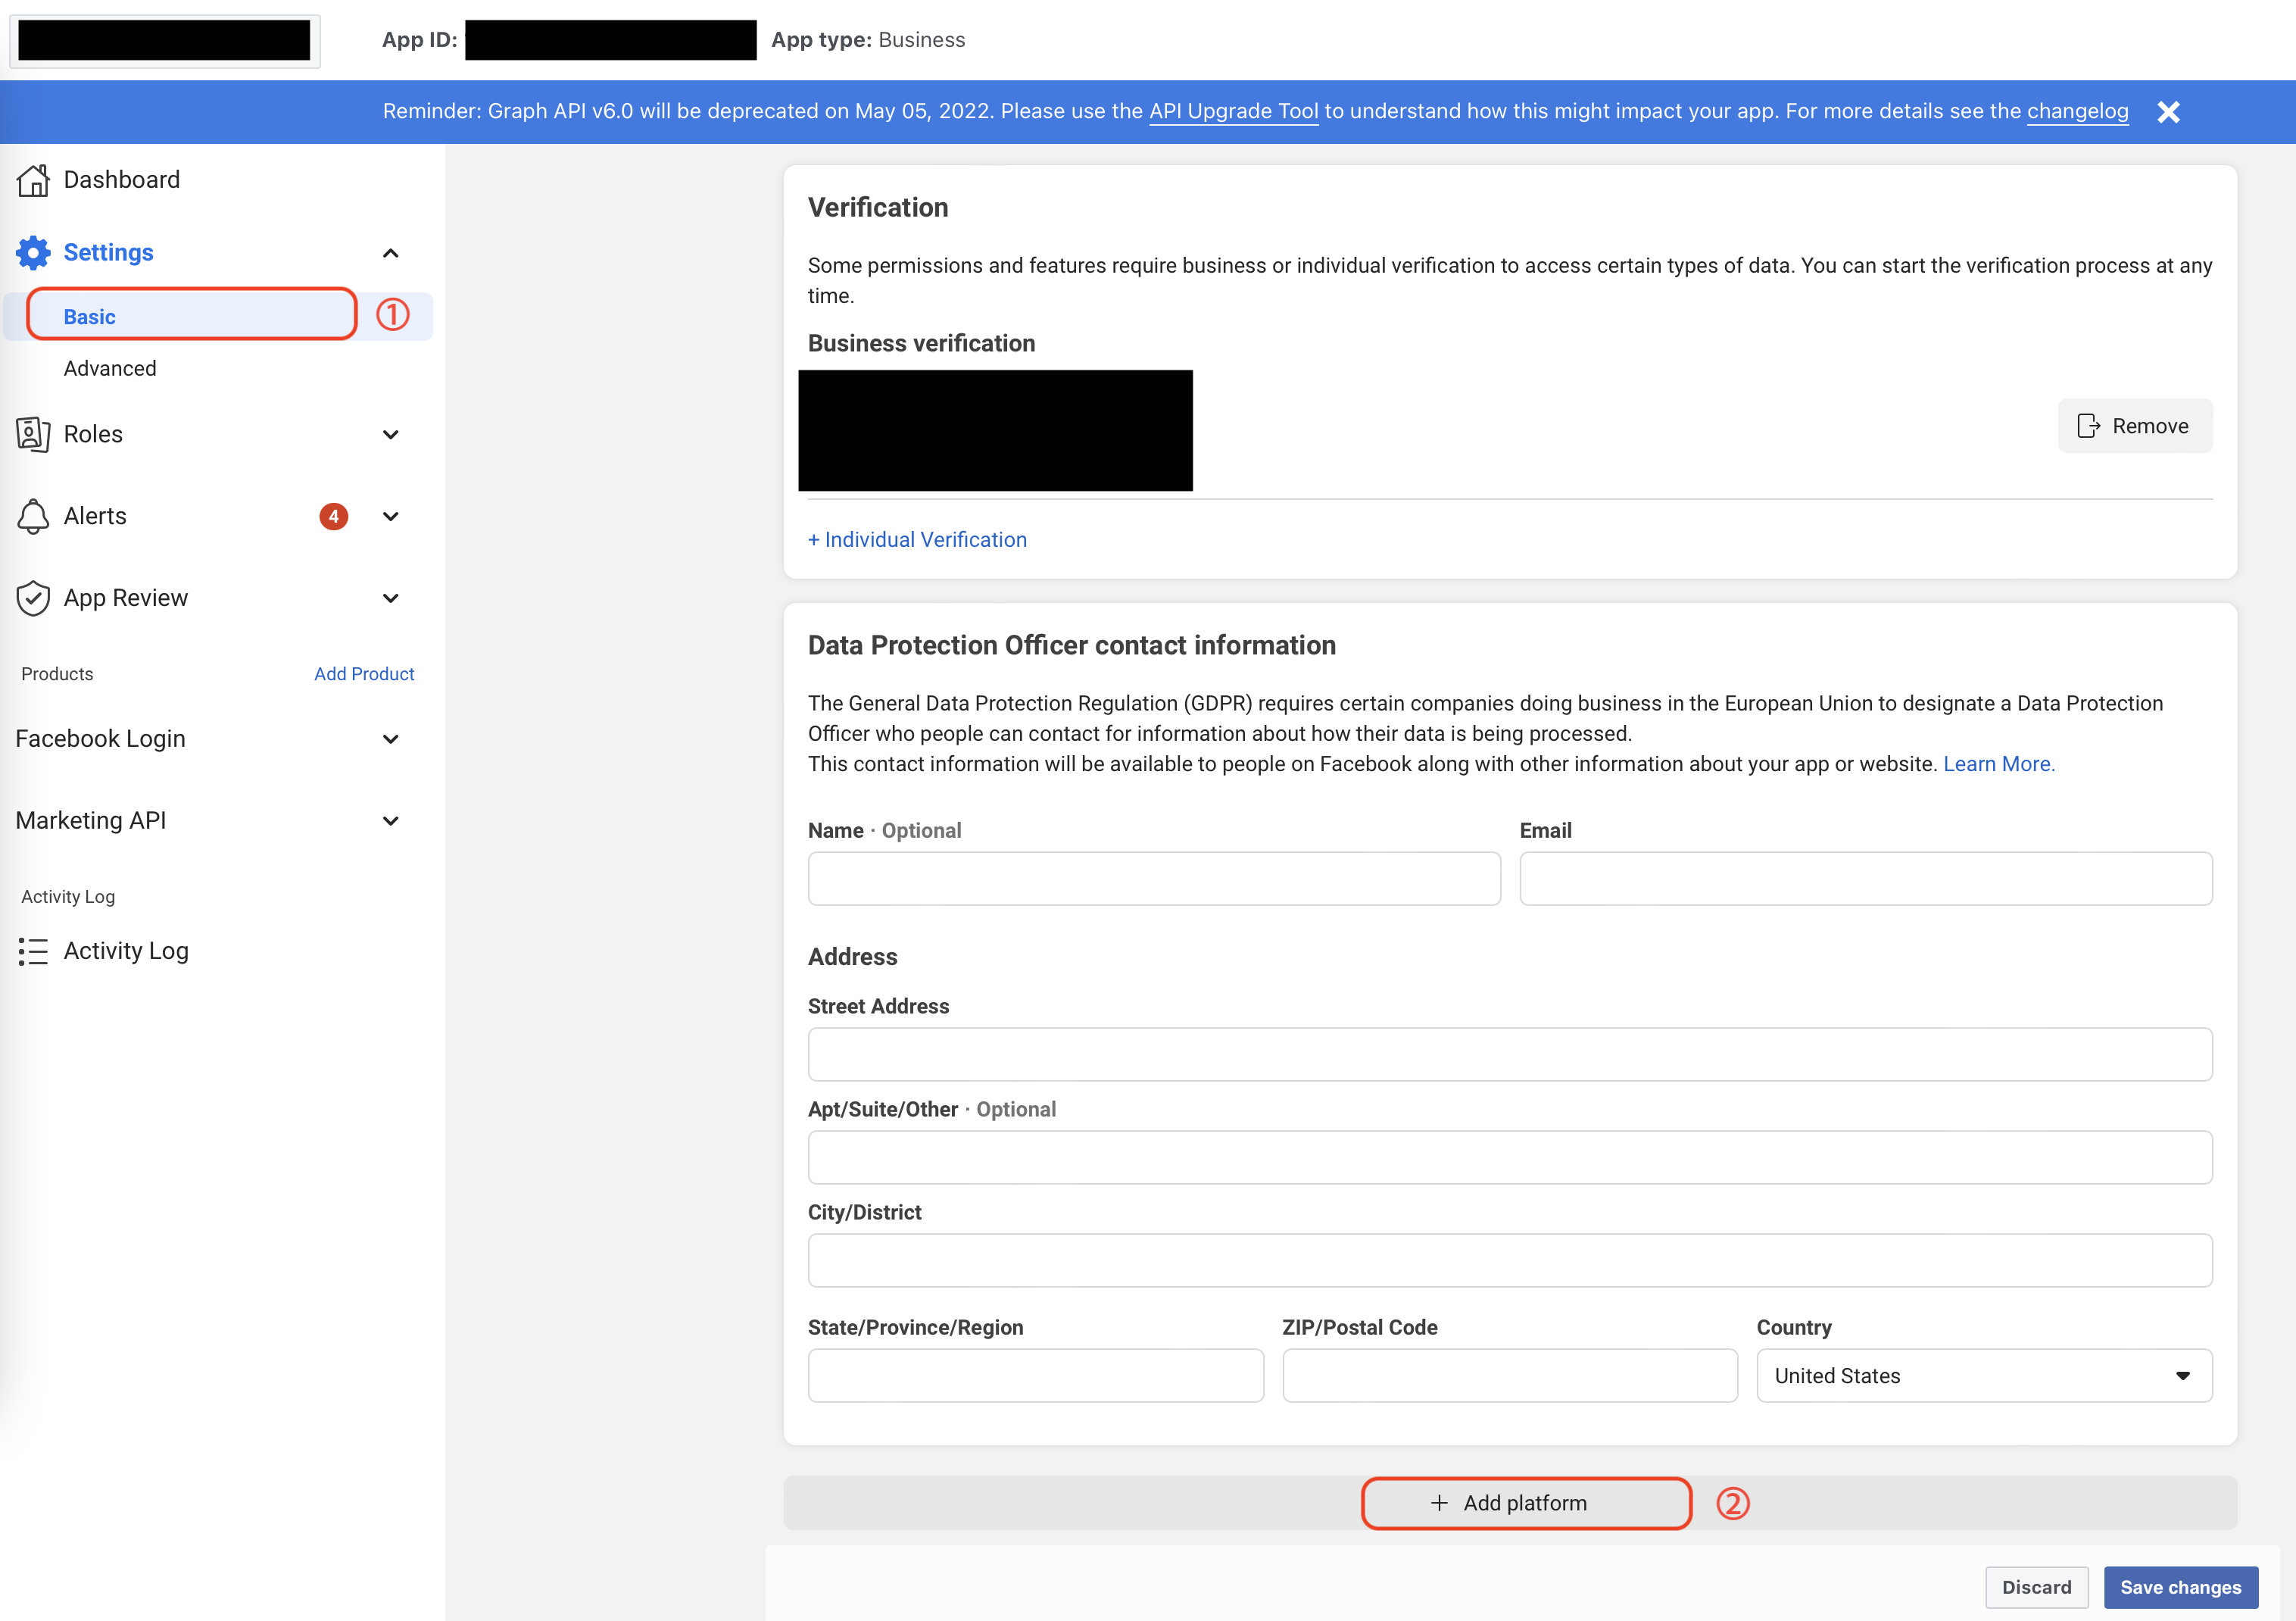 App ID:
App type: Business
Reminder: Graph API v6.0 will be deprecated on May 05, 2022. Please use the API Upgrade Tool to understand how this might impact your app. For more details see the changelog
Dashboard
Settings
Basic
①
Advanced
Roles
Alerts
4
App Review
Products
Add Product
Facebook Login
Marketing API
Activity Log
Activity Log
Verification
Some permissions and features require business or individual verification to access certain types of data. You can start the verification process at any
time.
Business verification
Remove
+ Individual Verification
Data Protection Officer contact information
The General Data Protection Regulation (GDPR) requires certain companies doing business in the European Union to designate a Data Protection
Officer who people can contact for information about how their data is being processed.
This contact information will be available to people on Facebook along with other information about your app or website. Learn More.
Name · Optional
Email
Address
Street Address
Apt/Suite/Other · Optional
City/District
State/Province/Region
ZIP/Postal Code
Country
United States
+ Add platform
②
Discard
Save changes